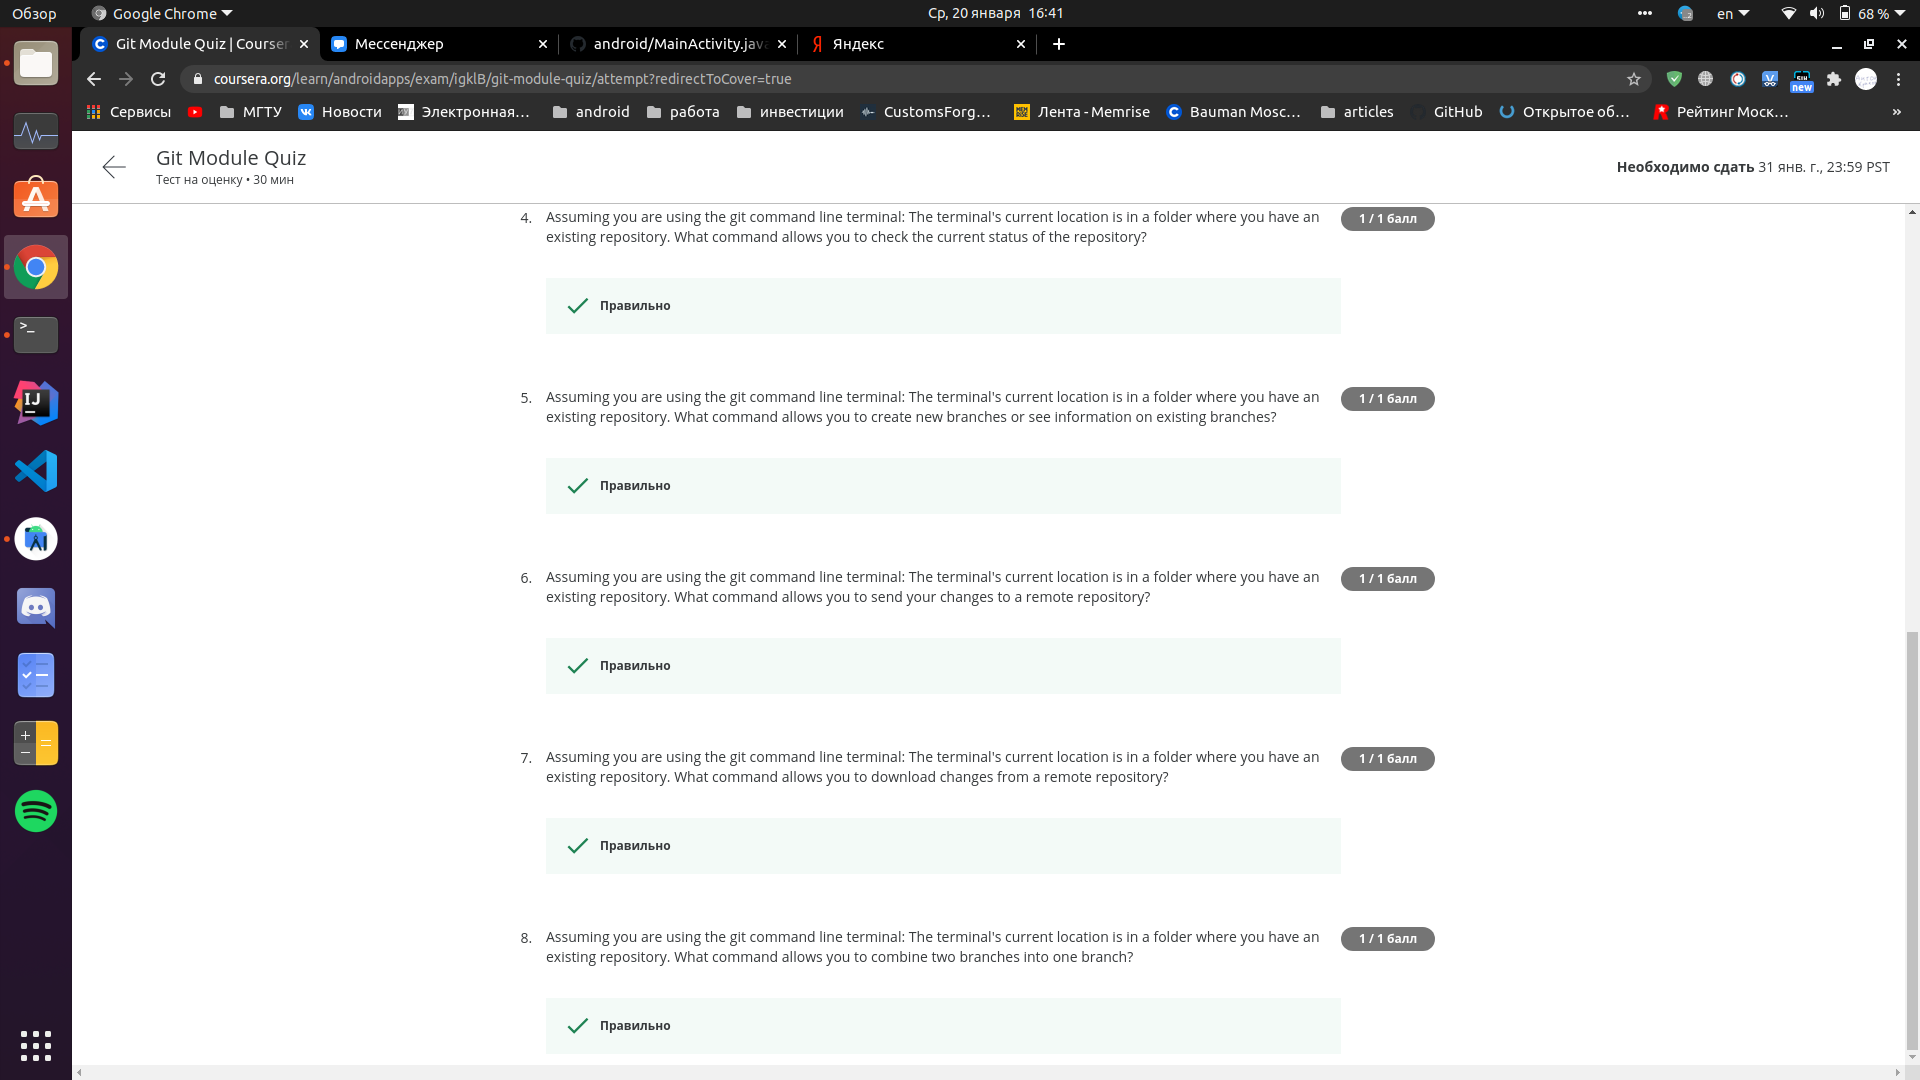 Обзор
Google Chrome
Ср, 20 января 16:41
en
68 %
Git Module Quiz | Courser
Мессенджер
android/MainActivity.java
Яндекс
coursera.org/learn/androidapps/exam/igklB/git-module-quiz/attempt?redirectToCover=true
new
Сервисы
МГТУ
Новости
Электронная...
android
работа
инвестиции
CustomsForg...
Лента - Memrise
Bauman Mosc...
articles
GitHub
Открытое об...
Рейтинг Моск...
»
Git Module Quiz
Тест на оценку • 30 мин
Необходимо сдать 31 янв. г., 23:59 PST
4. Assuming you are using the git command line terminal: The terminal's current location is in a folder where you have an
existing repository. What command allows you to check the current status of the repository?
1 / 1 балл
Правильно
5. Assuming you are using the git command line terminal: The terminal's current location is in a folder where you have an
existing repository. What command allows you to create new branches or see information on existing branches?
1 / 1 балл
Правильно
6. Assuming you are using the git command line terminal: The terminal's current location is in a folder where you have an
existing repository. What command allows you to send your changes to a remote repository?
1 / 1 балл
Правильно
7. Assuming you are using the git command line terminal: The terminal's current location is in a folder where you have an
existing repository. What command allows you to download changes from a remote repository?
1 / 1 балл
Правильно
8. Assuming you are using the git command line terminal: The terminal's current location is in a folder where you have an
existing repository. What command allows you to combine two branches into one branch?
1 / 1 балл
Правильно